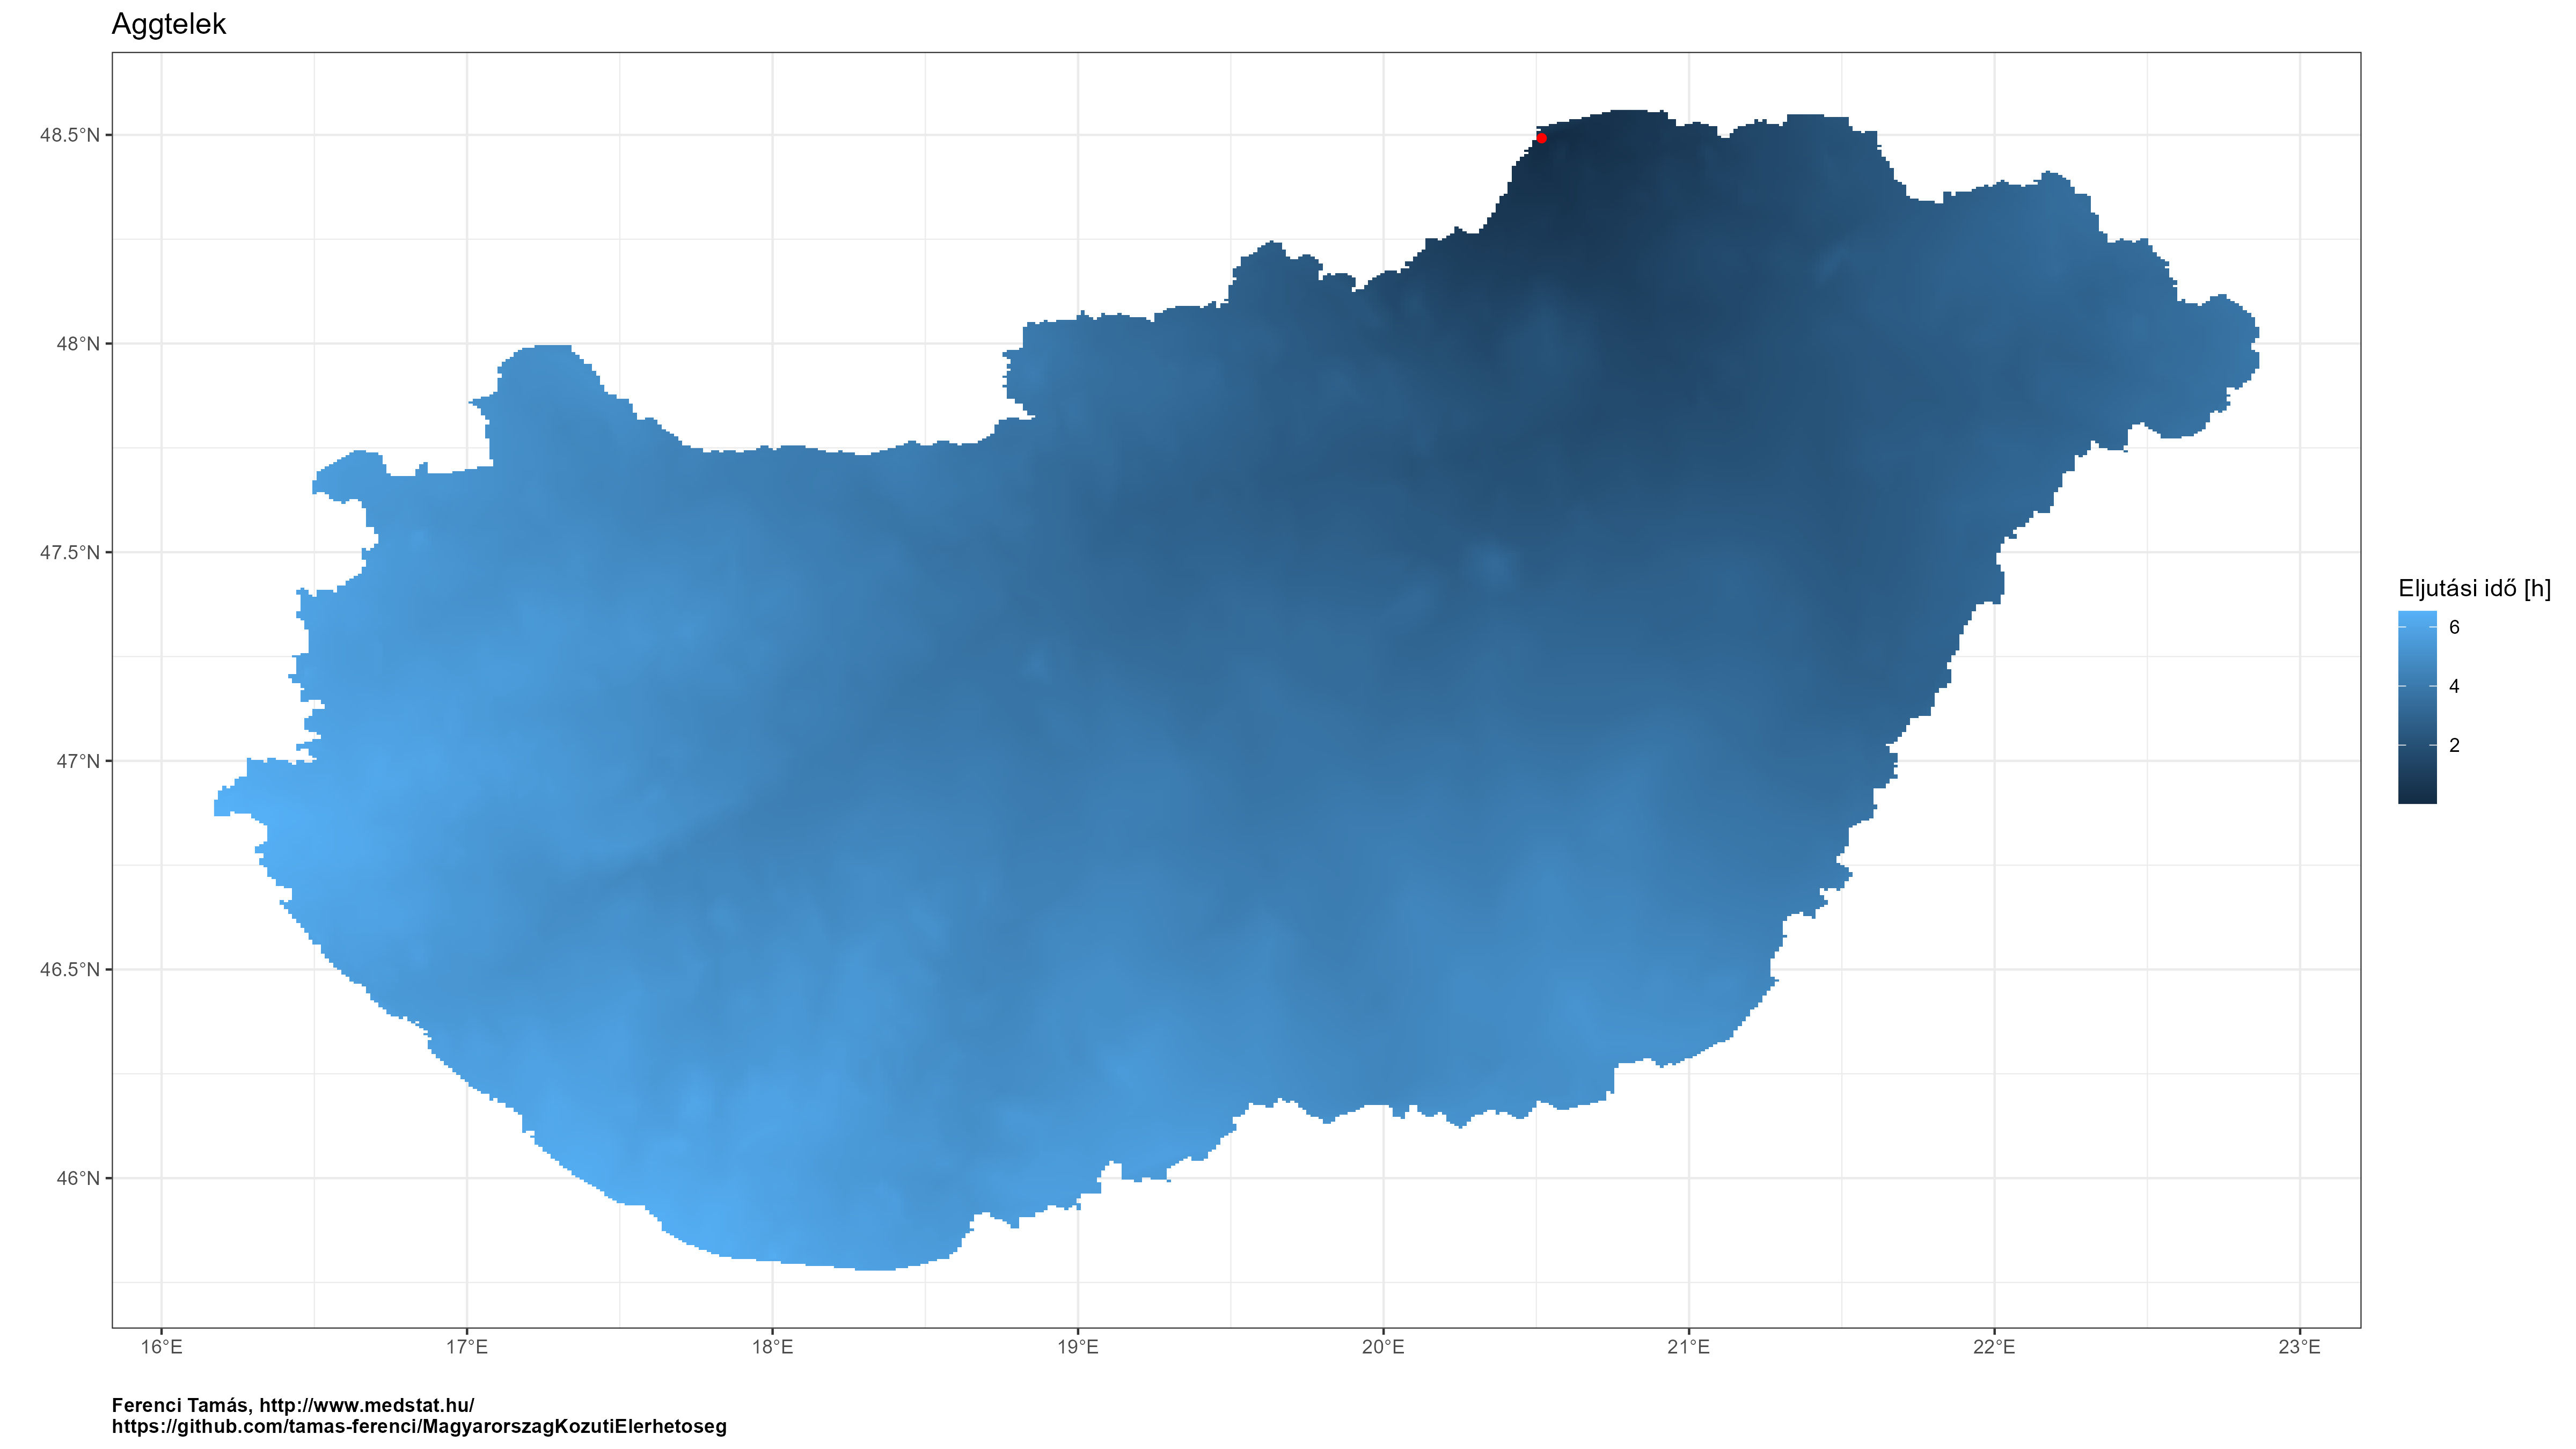 Aggtelek
48.5°N
48°N
47.5°N
47°N
46.5°N
46°N
16°E
17°E
18°E
19°E
20°E
21°E
22°E
23°E
Eljutási idő [h]
6
4
2
Ferenci Tamás, http://www.medstat.hu/
https://github.com/tamas-ferenci/MagyarorszagKozutiElerhetoseg